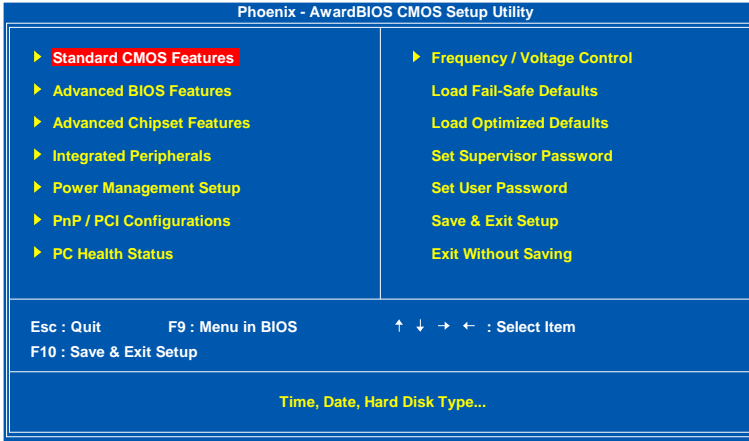 Phoenix - AwardBIOS CMOS Setup Utility
Standard CMOS Features
Advanced BIOS Features
Advanced Chipset Features
Integrated Peripherals
Power Management Setup
PnP / PCI Configurations
PC Health Status
Frequency / Voltage Control
Load Fail-Safe Defaults
Load Optimized Defaults
Set Supervisor Password
Set User Password
Save & Exit Setup
Exit Without Saving
Esc : Quit F9 : Menu in BIOS ↑ ↓ → ← : Select Item
F10 : Save & Exit Setup
Time, Date, Hard Disk Type...